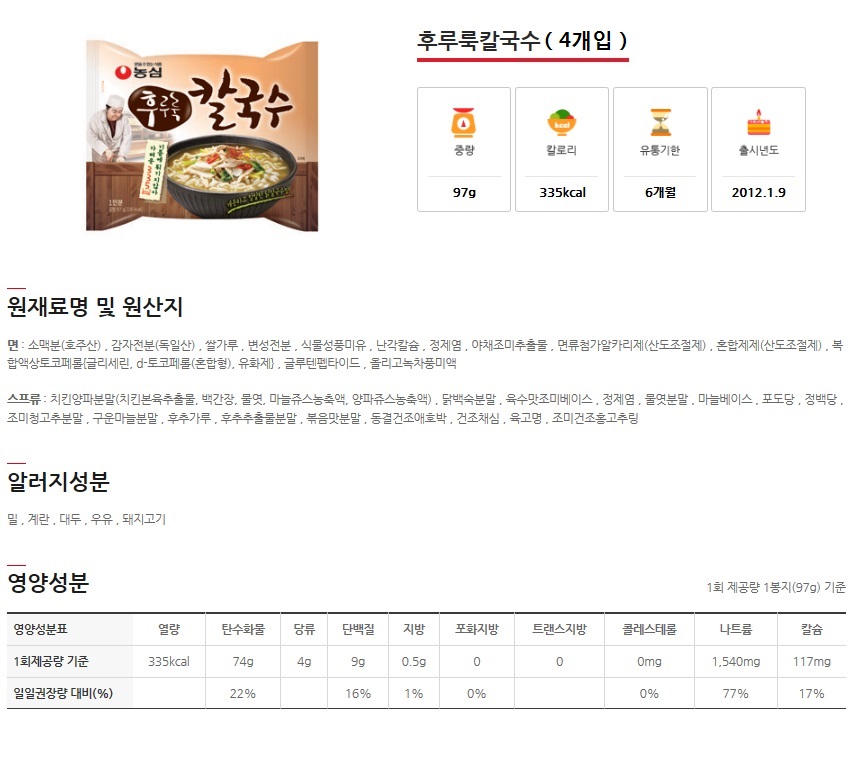 후루룩칼국수 ( 4개입 )
농심
후루룩
칼국수
1인분
kcal
중량
칼로리
유통기한
출시년도
97g
335kcal
6개월
2012.1.9
원재료명 및 원산지
면 : 소맥분(호주산) , 감자전분(독일산) , 쌀가루 , 변성전분 , 식물성풍미유 , 난각칼슘 , 정제염 , 야채조미추출물 , 면류첨가알카리제(산도조절제) , 혼합제제(산도조절제) , 복
합액상토코페롤{글리세린, d-토코페롤(혼합형), 유화제} , 글루텐펩타이드 , 올리고녹차풍미액
스프류 : 치킨양파분말(치킨본육추출물, 백간장, 물엿, 마늘쥬스농축액, 양파쥬스농축액) , 닭백숙분말 , 육수맛조미베이스 , 정제염 , 물엿분말 , 마늘베이스 , 포도당 , 정백당 ,
조미청고추분말 , 구운마늘분말 , 후추가루 , 후추추출물분말 , 볶음맛분말 , 동결건조애호박 , 건조채심 , 육고명 , 조미건조홍고추링
알러지성분
밀 , 계란 , 대두 , 우유 , 돼지고기
영양성분
1회 제공량 1봉지(97g) 기준
영양성분표 열량 탄수화물 당류 단백질 지방 포화지방 트랜스지방 콜레스테롤 나트륨 칼슘
1회제공량 기준 335kcal 74g 4g 9g 0.5g 0 0 0mg 1,540mg 117mg
일일권장량 대비(%) 22% 16% 1% 0% 0% 77% 17%